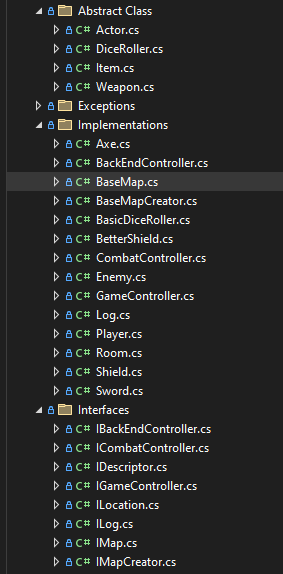 Abstract Class
C# Actor.cs
C# DiceRoller.cs
C# Item.cs
C# Weapon.cs
Exceptions
Implementations
C# Axe.cs
C# BackEndController.cs
C# BaseMap.cs
C# BaseMapCreator.cs
C# BasicDiceRoller.cs
C# BetterShield.cs
C# CombatController.cs
C# Enemy.cs
C# GameController.cs
C# Log.cs
C# Player.cs
C# Room.cs
C# Shield.cs
C# Sword.cs
Interfaces
C# IBackEndController.cs
C# ICombatController.cs
C# IDescriptor.cs
C# IGameController.cs
C# ILocation.cs
C# ILog.cs
C# IMap.cs
C# IMapCreator.cs